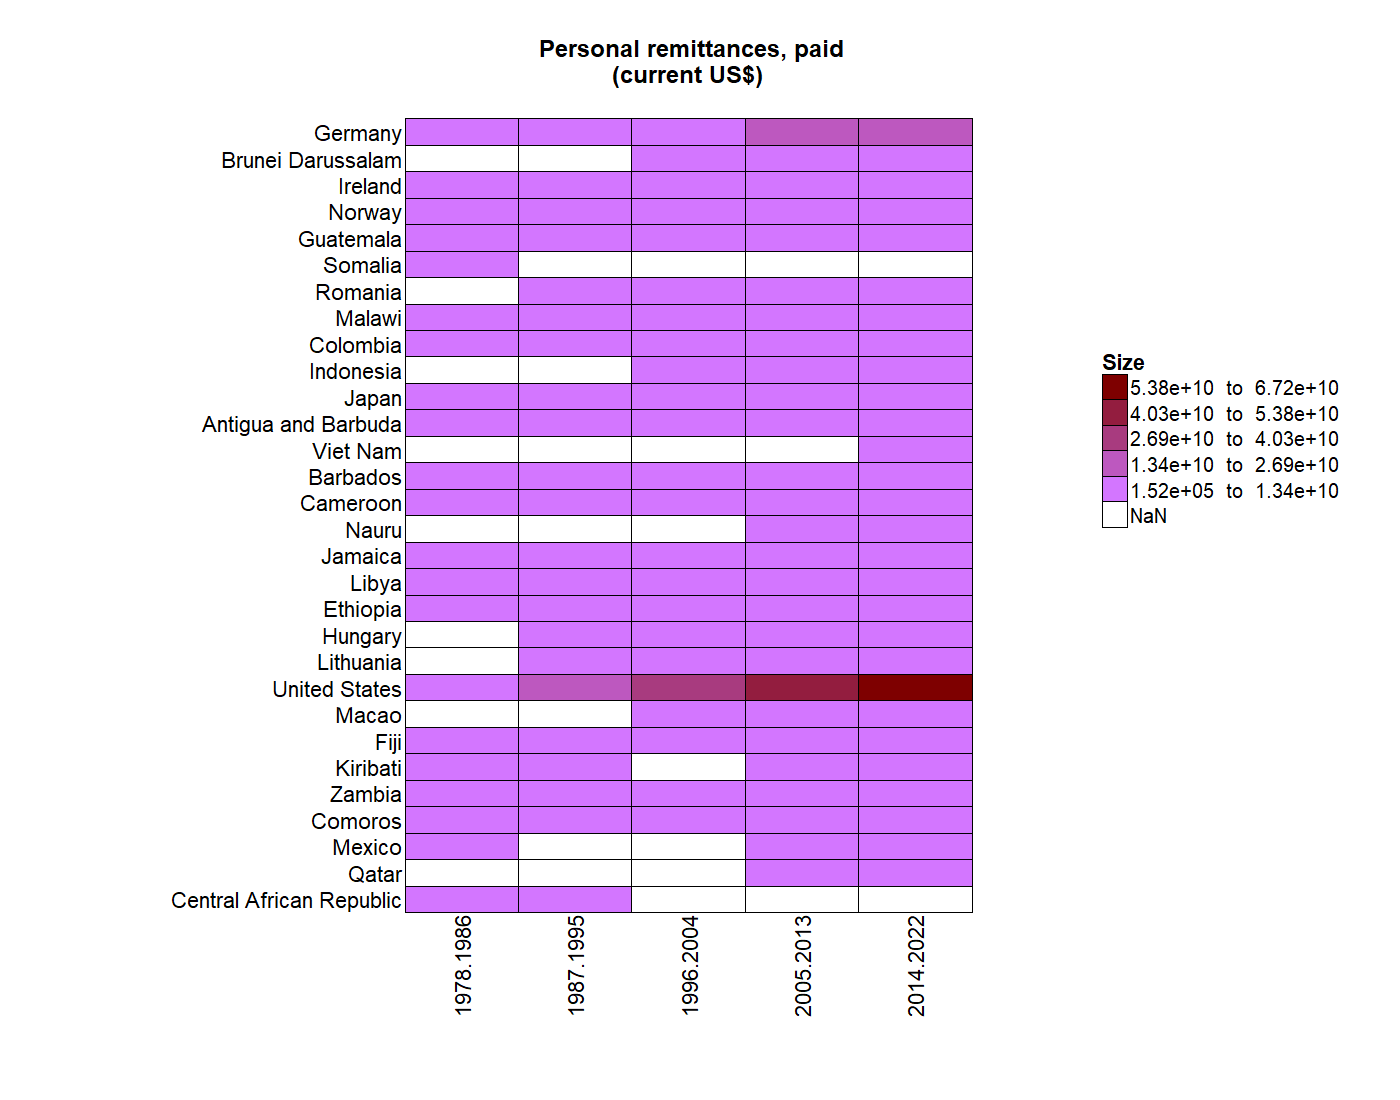 Personal remittances, paid
(current US$)
Germany
Brunei Darussalam
Ireland
Norway
Guatemala
Somalia
Romania
Malawi
Colombia
Indonesia
Japan
Antigua and Barbuda
Viet Nam
Barbados
Cameroon
Nauru
Jamaica
Libya
Ethiopia
Hungary
Lithuania
United States
Macao
Fiji
Kiribati
Zambia
Comoros
Mexico
Qatar
Central African Republic
1978.1986
1987.1995
1996.2004
2005.2013
2014.2022
Size
5.38e+10 to 6.72e+10
4.03e+10 to 5.38e+10
2.69e+10 to 4.03e+10
1.34e+10 to 2.69e+10
1.52e+05 to 1.34e+10
NaN